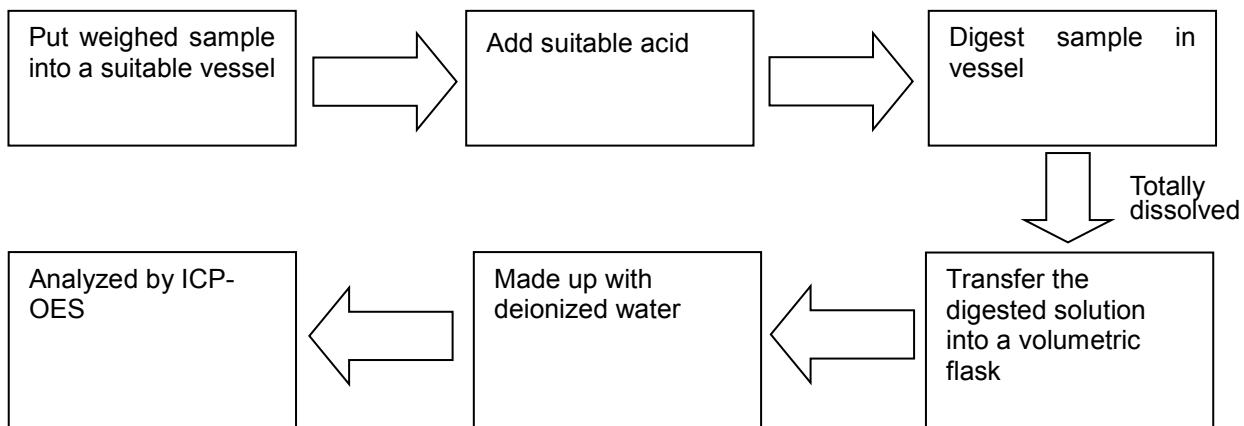 Put weighed sample
into a suitable vessel
Add suitable acid
Digest sample in
vessel
Totally
dissolved
Transfer the
digested solution
into a volumetric
flask
Made up with
deionized water
Analyzed by ICP-
OES